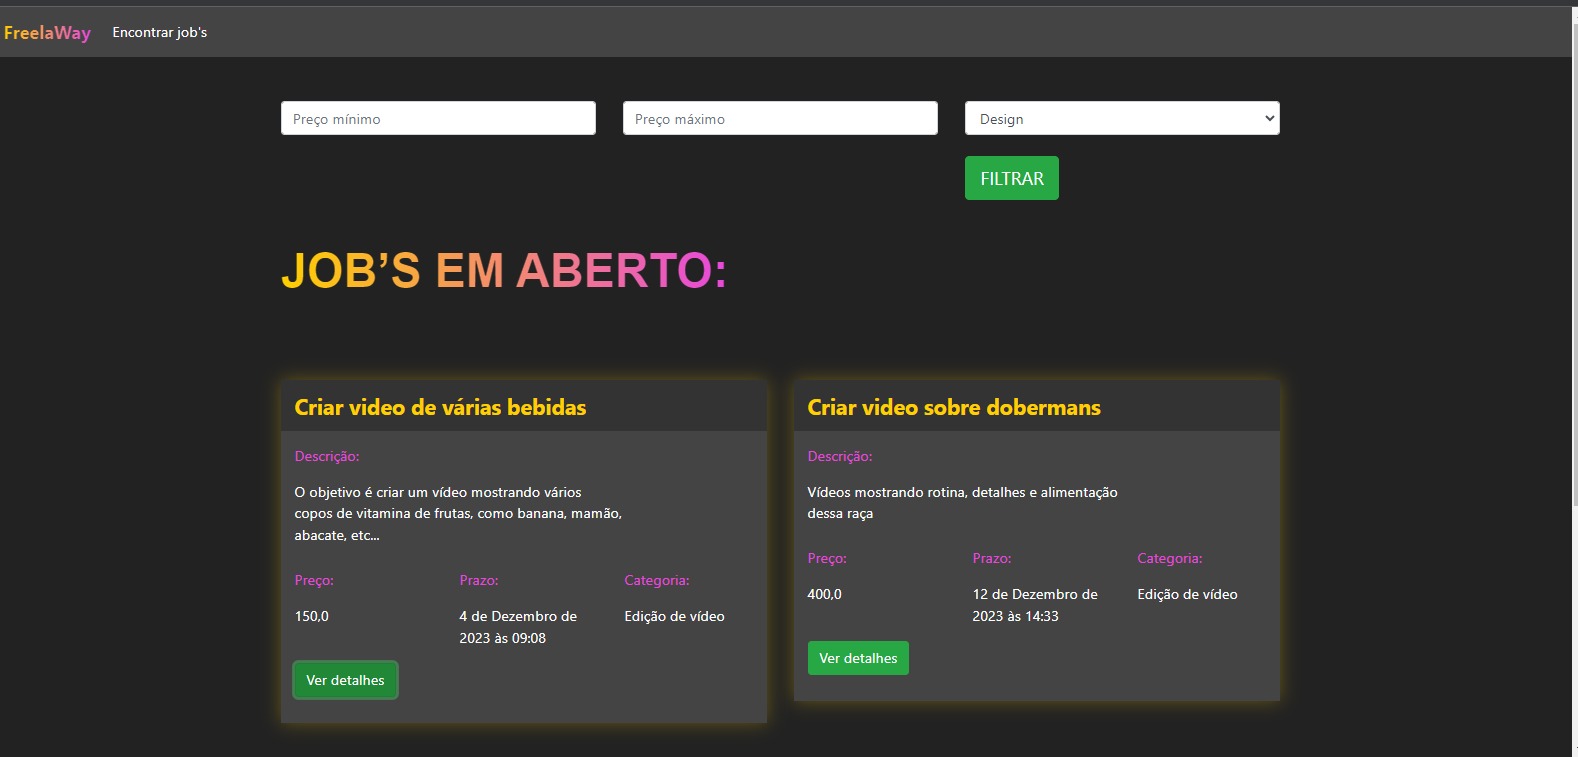 FreelaWay Encontrar job's
Preço mínimo Preço máximo Design
FILTRAR
JOB’S EM ABERTO:
Criar video de várias bebidas
Descrição:
O objetivo é criar um vídeo mostrando vários
copos de vitamina de frutas, como banana, mamão,
abacate, etc...
Preço: Prazo: Categoria:
150,0 4 de Dezembro de Edição de vídeo
2023 às 09:08
Ver detalhes
Criar video sobre dobermans
Descrição:
Vídeos mostrando rotina, detalhes e alimentação
dessa raça
Preço: Prazo: Categoria:
400,0 12 de Dezembro de Edição de vídeo
2023 às 14:33
Ver detalhes